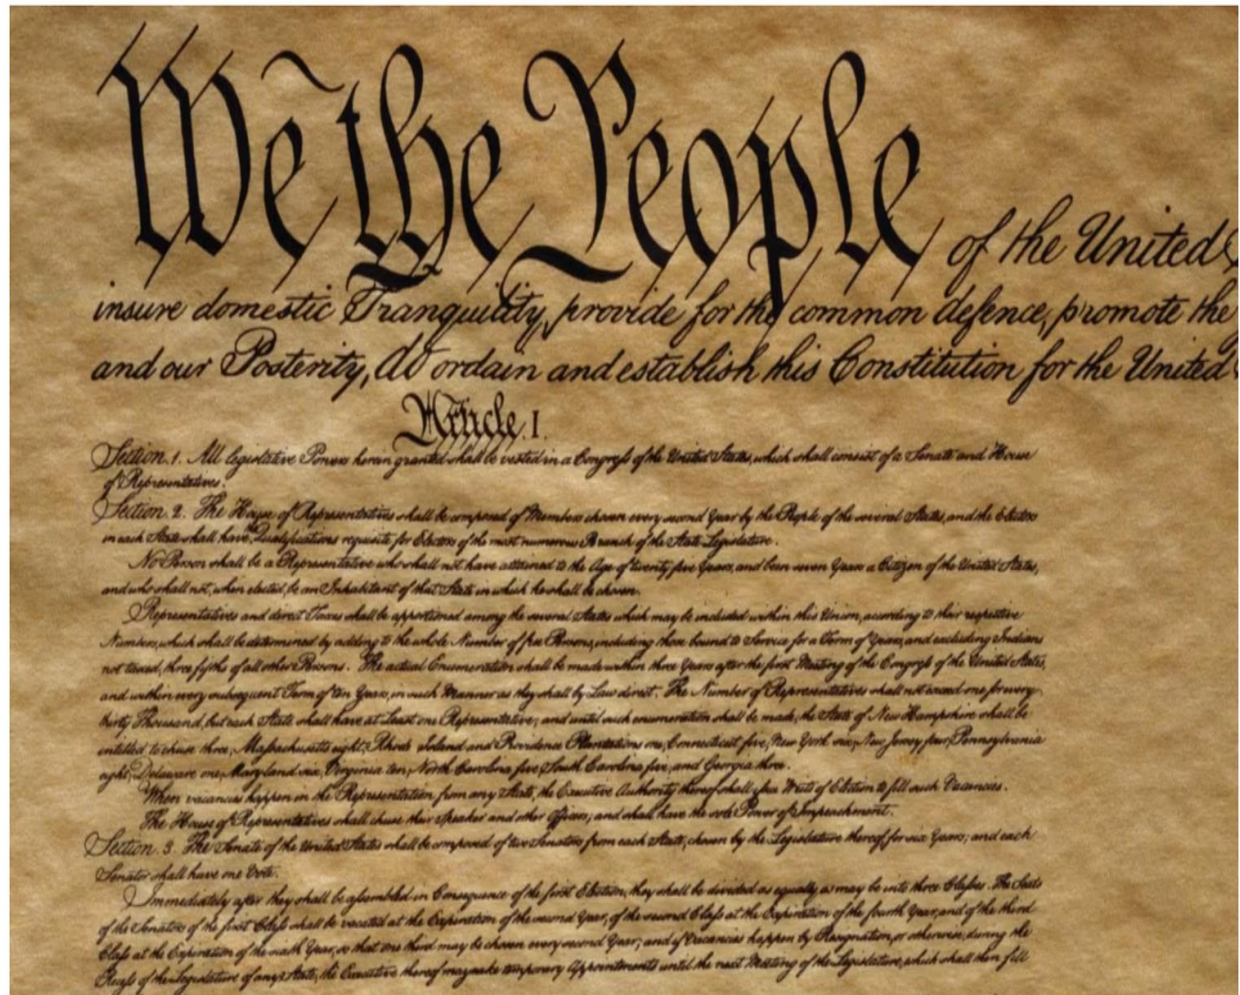 We the People of the United
insure domestic Tranquility, provide for the common defence, promote the
and our Posterity, do ordain and establish this Constitution for the United
Article. I.
Section. 1. All legislative Powers herein granted shall be vested in a Congress of the United States, which shall consist of a Senate and House
of Representatives.
Section. 2. The House of Representatives shall be composed of Members chosen every second Year by the People of the several States, and the Electors
in each State shall have the Qualifications requisite for Electors of the most numerous Branch of the State Legislature.
No Person shall be a Representative who shall not have attained to the Age of twenty five Years, and been seven Years a Citizen of the United States,
and who shall not, when elected, be an Inhabitant of that State in which he shall be chosen.
Representatives and direct Taxes shall be apportioned among the several States which may be included within this Union, according to their respective
Numbers, which shall be determined by adding to the whole Number of free Persons, including those bound to Service for a Term of Years, and excluding Indians
not taxed, three fifths of all other Persons. The actual Enumeration shall be made within three Years after the first Meeting of the Congress of the United States,
and within every subsequent Term of ten Years, in such Manner as they shall by Law direct. The Number of Representatives shall not exceed one for every
thirty Thousand, but each State shall have at Least one Representative; and until such enumeration shall be made, the State of New Hampshire shall be
entitled to chuse three, Massachusetts eight, Rhode Island and Providence Plantations one, Connecticut five, New York six, New Jersey four, Pennsylvania
eight, Delaware one, Maryland six, Virginia ten, North Carolina five, South Carolina five, and Georgia three.
When vacancies happen in the Representation from any State, the Executive Authority thereof shall issue Writs of Election to fill such Vacancies.
The House of Representatives shall chuse their Speaker and other Officers; and shall have the sole Power of Impeachment.
Section. 3. The Senate of the United States shall be composed of two Senators from each State, chosen by the Legislature thereof for six Years; and each
Senator shall have one Vote.
Immediately after they shall be assembled in Consequence of the first Election, they shall be divided as equally as may be into three Classes. The Seats
of the Senators of the first Class shall be vacated at the Expiration of the second Year, of the second Class at the Expiration of the fourth Year, and of the third
Class at the Expiration of the sixth Year, so that one third may be chosen every second Year; and if Vacancies happen by Resignation, or otherwise, during the
Recess of the Legislature of any State, the Executive thereof may make temporary Appointments until the next Meeting of the Legislature, which shall then fill